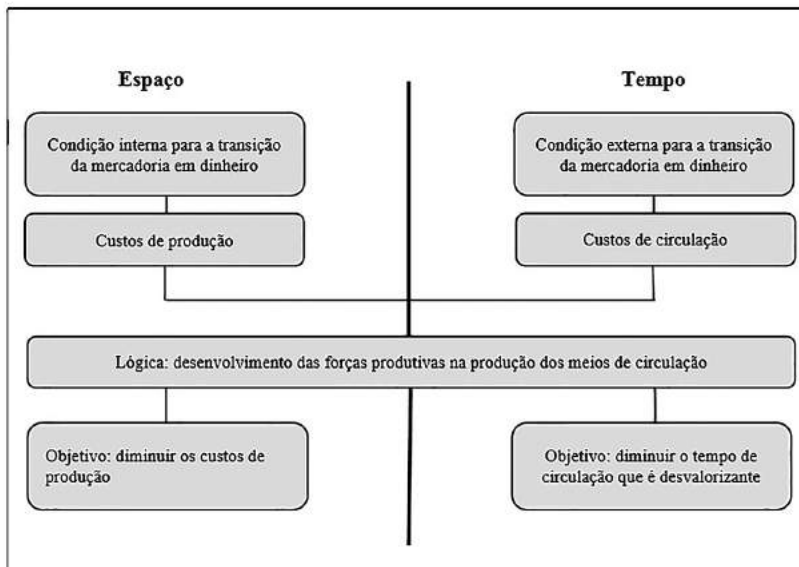 Espaço
Tempo
Condição interna para a transição
da mercadoria em dinheiro
Condição externa para a transição
da mercadoria em dinheiro
Custos de produção
Custos de circulação
Lógica: desenvolvimento das forças produtivas na produção dos meios de circulação
Objetivo: diminuir os custos de
produção
Objetivo: diminuir o tempo de
circulação que é desvalorizante